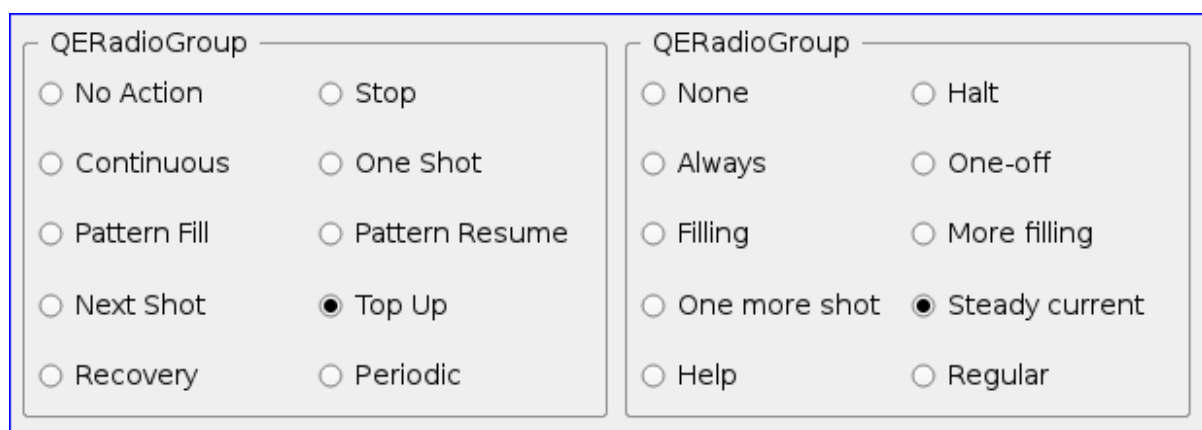 QERadioGroup
No Action Stop
Continuous One Shot
Pattern Fill Pattern Resume
Next Shot Top Up
Recovery Periodic
QERadioGroup
None Halt
Always One-off
Filling More filling
One more shot Steady current
Help Regular